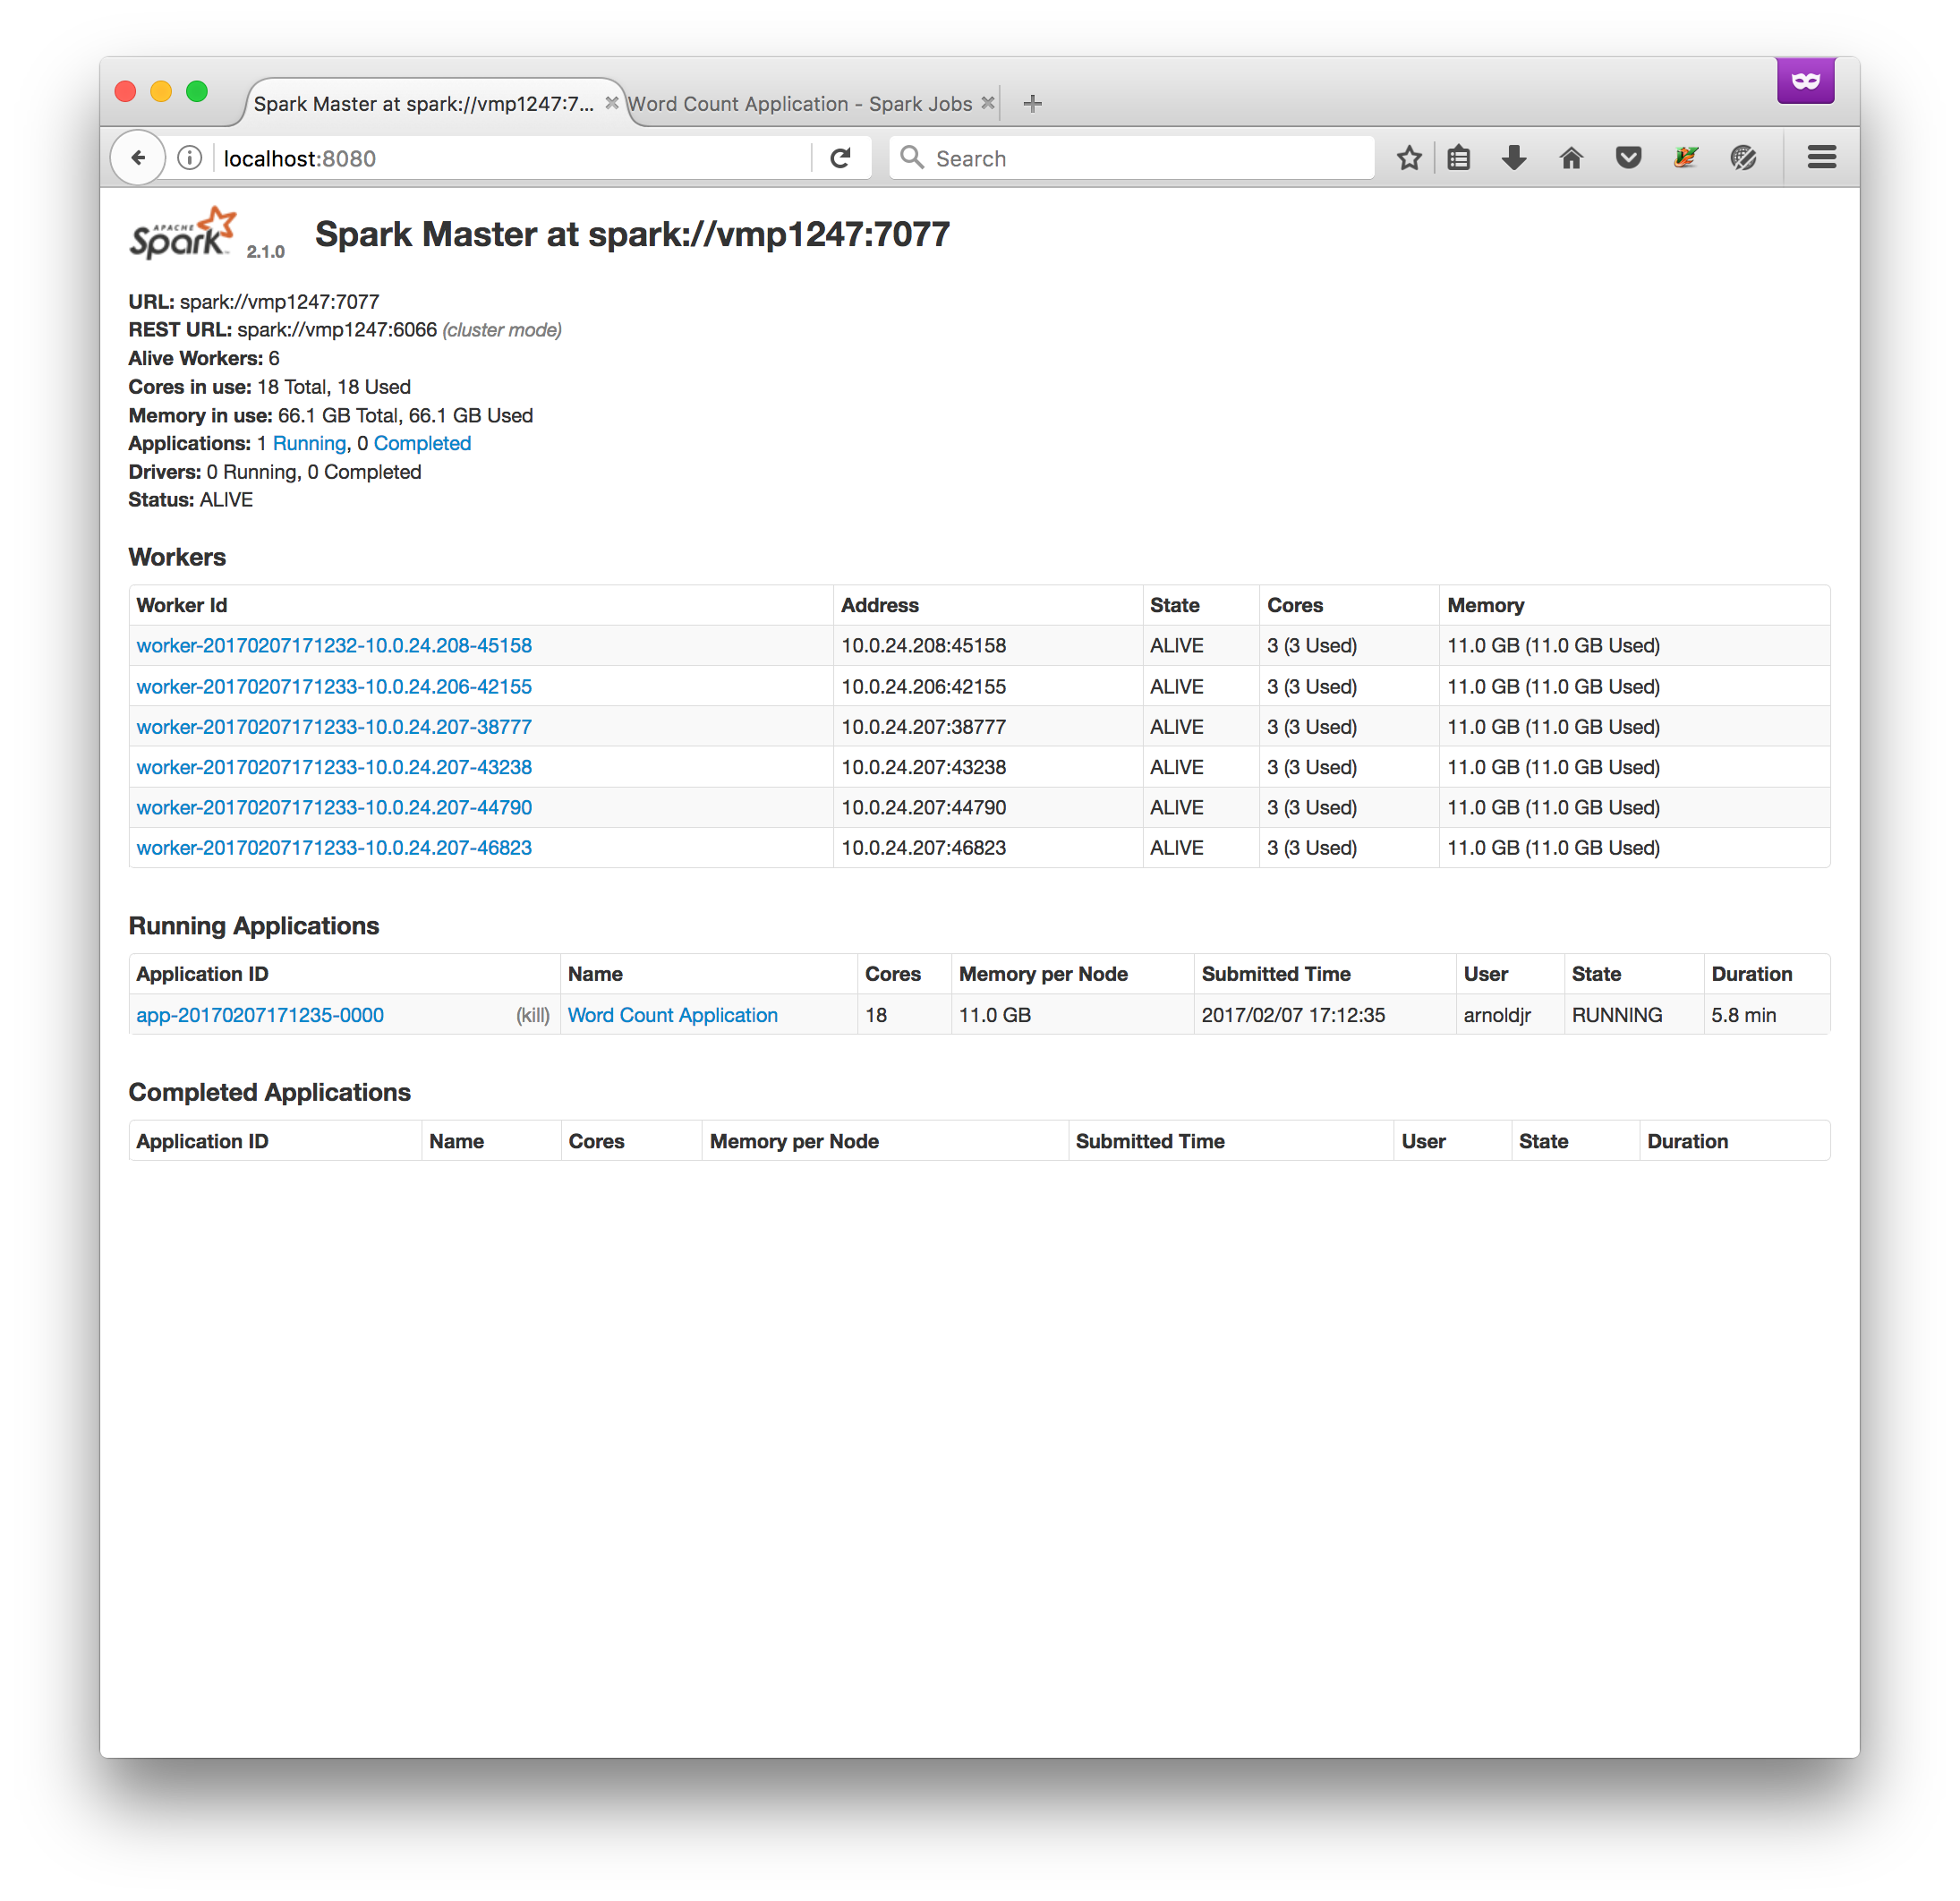 Spark Master at spark://vmp1247:7... Word Count Application - Spark Jobs
localhost:8080 Search
APACHE Spark 2.1.0 Spark Master at spark://vmp1247:7077
URL: spark://vmp1247:7077
REST URL: spark://vmp1247:6066 (cluster mode)
Alive Workers: 6
Cores in use: 18 Total, 18 Used
Memory in use: 66.1 GB Total, 66.1 GB Used
Applications: 1 Running, 0 Completed
Drivers: 0 Running, 0 Completed
Status: ALIVE
Workers
Worker Id Address State Cores Memory
worker-20170207171232-10.0.24.208-45158 10.0.24.208:45158 ALIVE 3 (3 Used) 11.0 GB (11.0 GB Used)
worker-20170207171233-10.0.24.206-42155 10.0.24.206:42155 ALIVE 3 (3 Used) 11.0 GB (11.0 GB Used)
worker-20170207171233-10.0.24.207-38777 10.0.24.207:38777 ALIVE 3 (3 Used) 11.0 GB (11.0 GB Used)
worker-20170207171233-10.0.24.207-43238 10.0.24.207:43238 ALIVE 3 (3 Used) 11.0 GB (11.0 GB Used)
worker-20170207171233-10.0.24.207-44790 10.0.24.207:44790 ALIVE 3 (3 Used) 11.0 GB (11.0 GB Used)
worker-20170207171233-10.0.24.207-46823 10.0.24.207:46823 ALIVE 3 (3 Used) 11.0 GB (11.0 GB Used)
Running Applications
Application ID Name Cores Memory per Node Submitted Time User State Duration
app-20170207171235-0000 (kill) Word Count Application 18 11.0 GB 2017/02/07 17:12:35 arnoldjr RUNNING 5.8 min
Completed Applications
Application ID Name Cores Memory per Node Submitted Time User State Duration